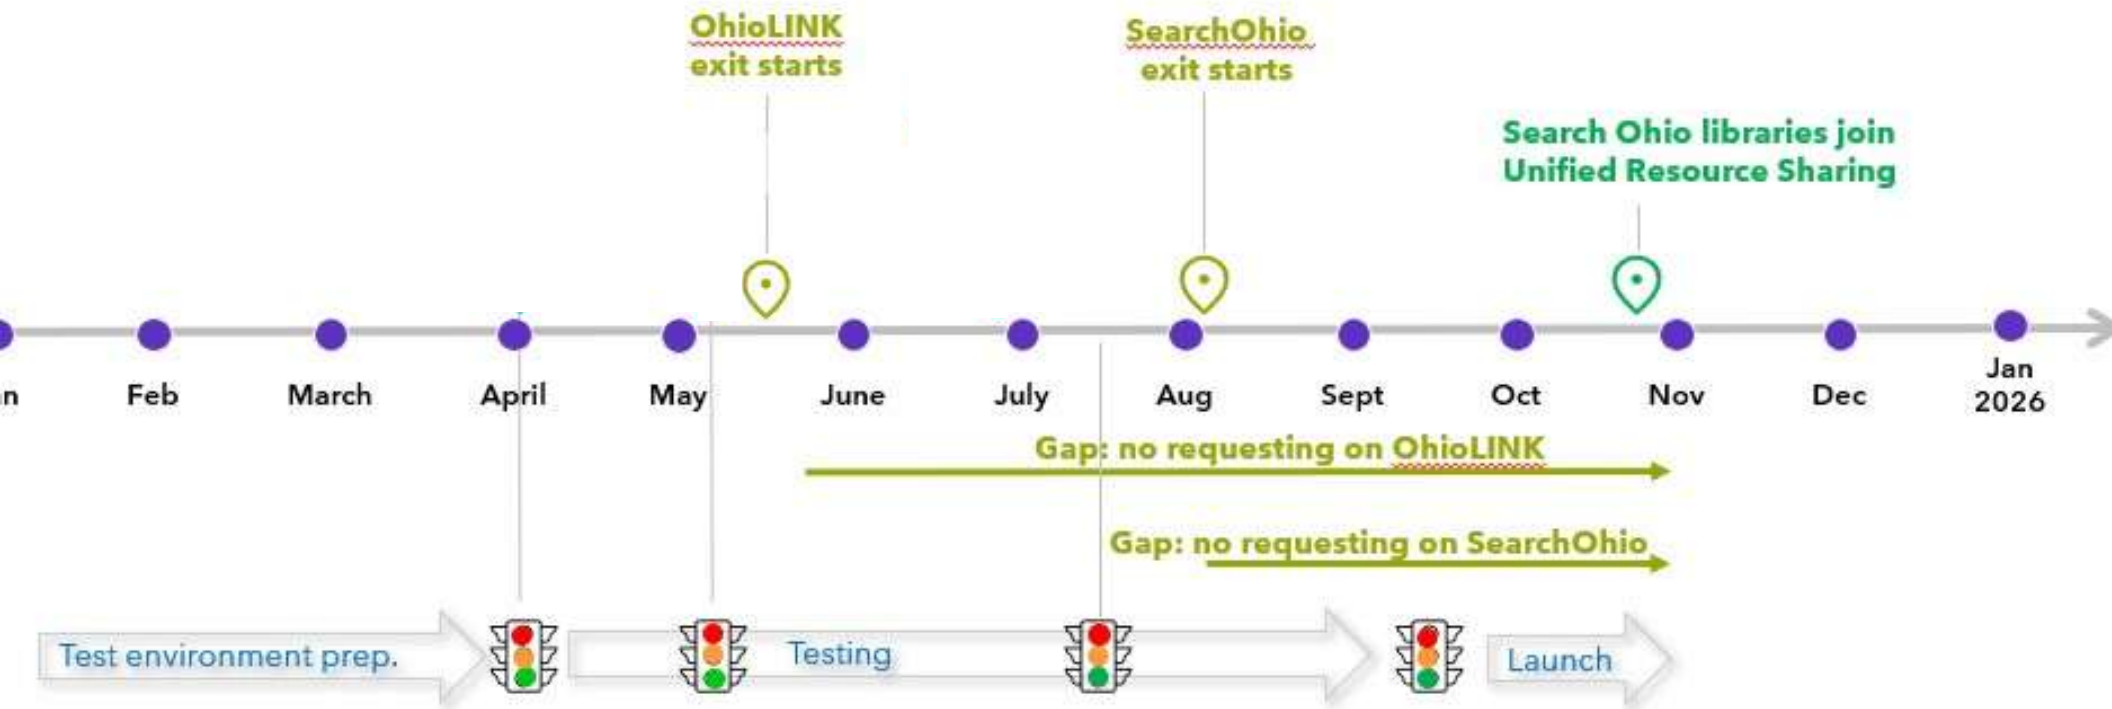 OhioLINK
exit starts
SearchOhio
exit starts
Search Ohio libraries join
Unified Resource Sharing
n
Feb
March
April
May
June
July
Aug
Sept
Oct
Nov
Dec
Jan
2026
Gap: no requesting on OhioLINK
Gap: no requesting on SearchOhio
Test environment prep.
Testing
Launch